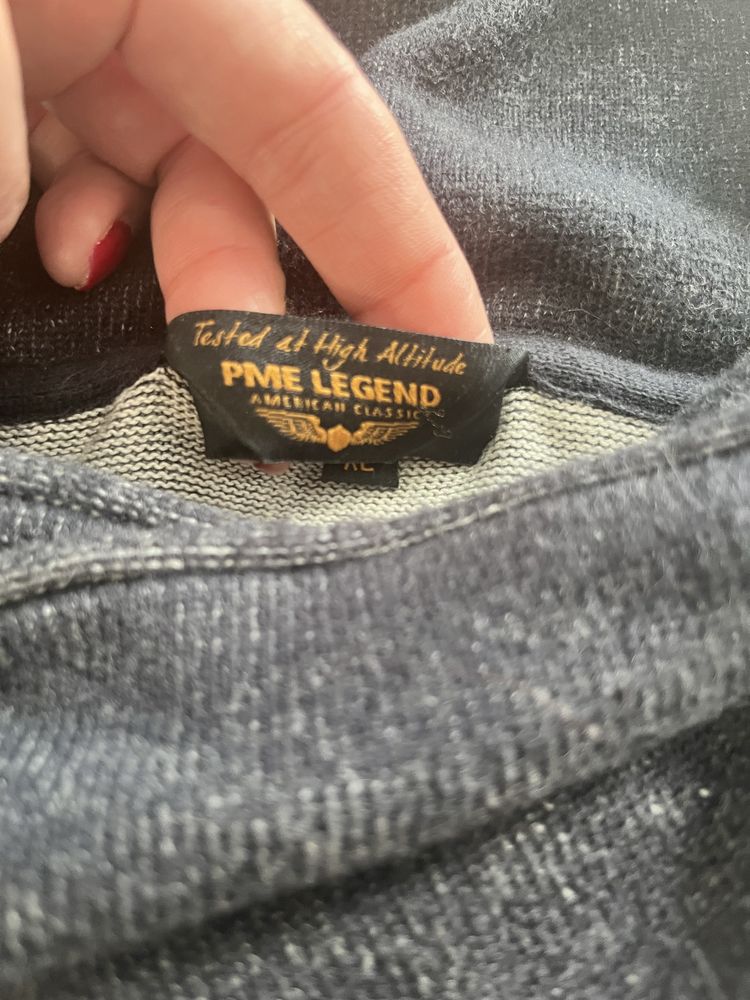 Tested at High Altitude
PME LEGEND
AMERICAN CLASSIC
XL